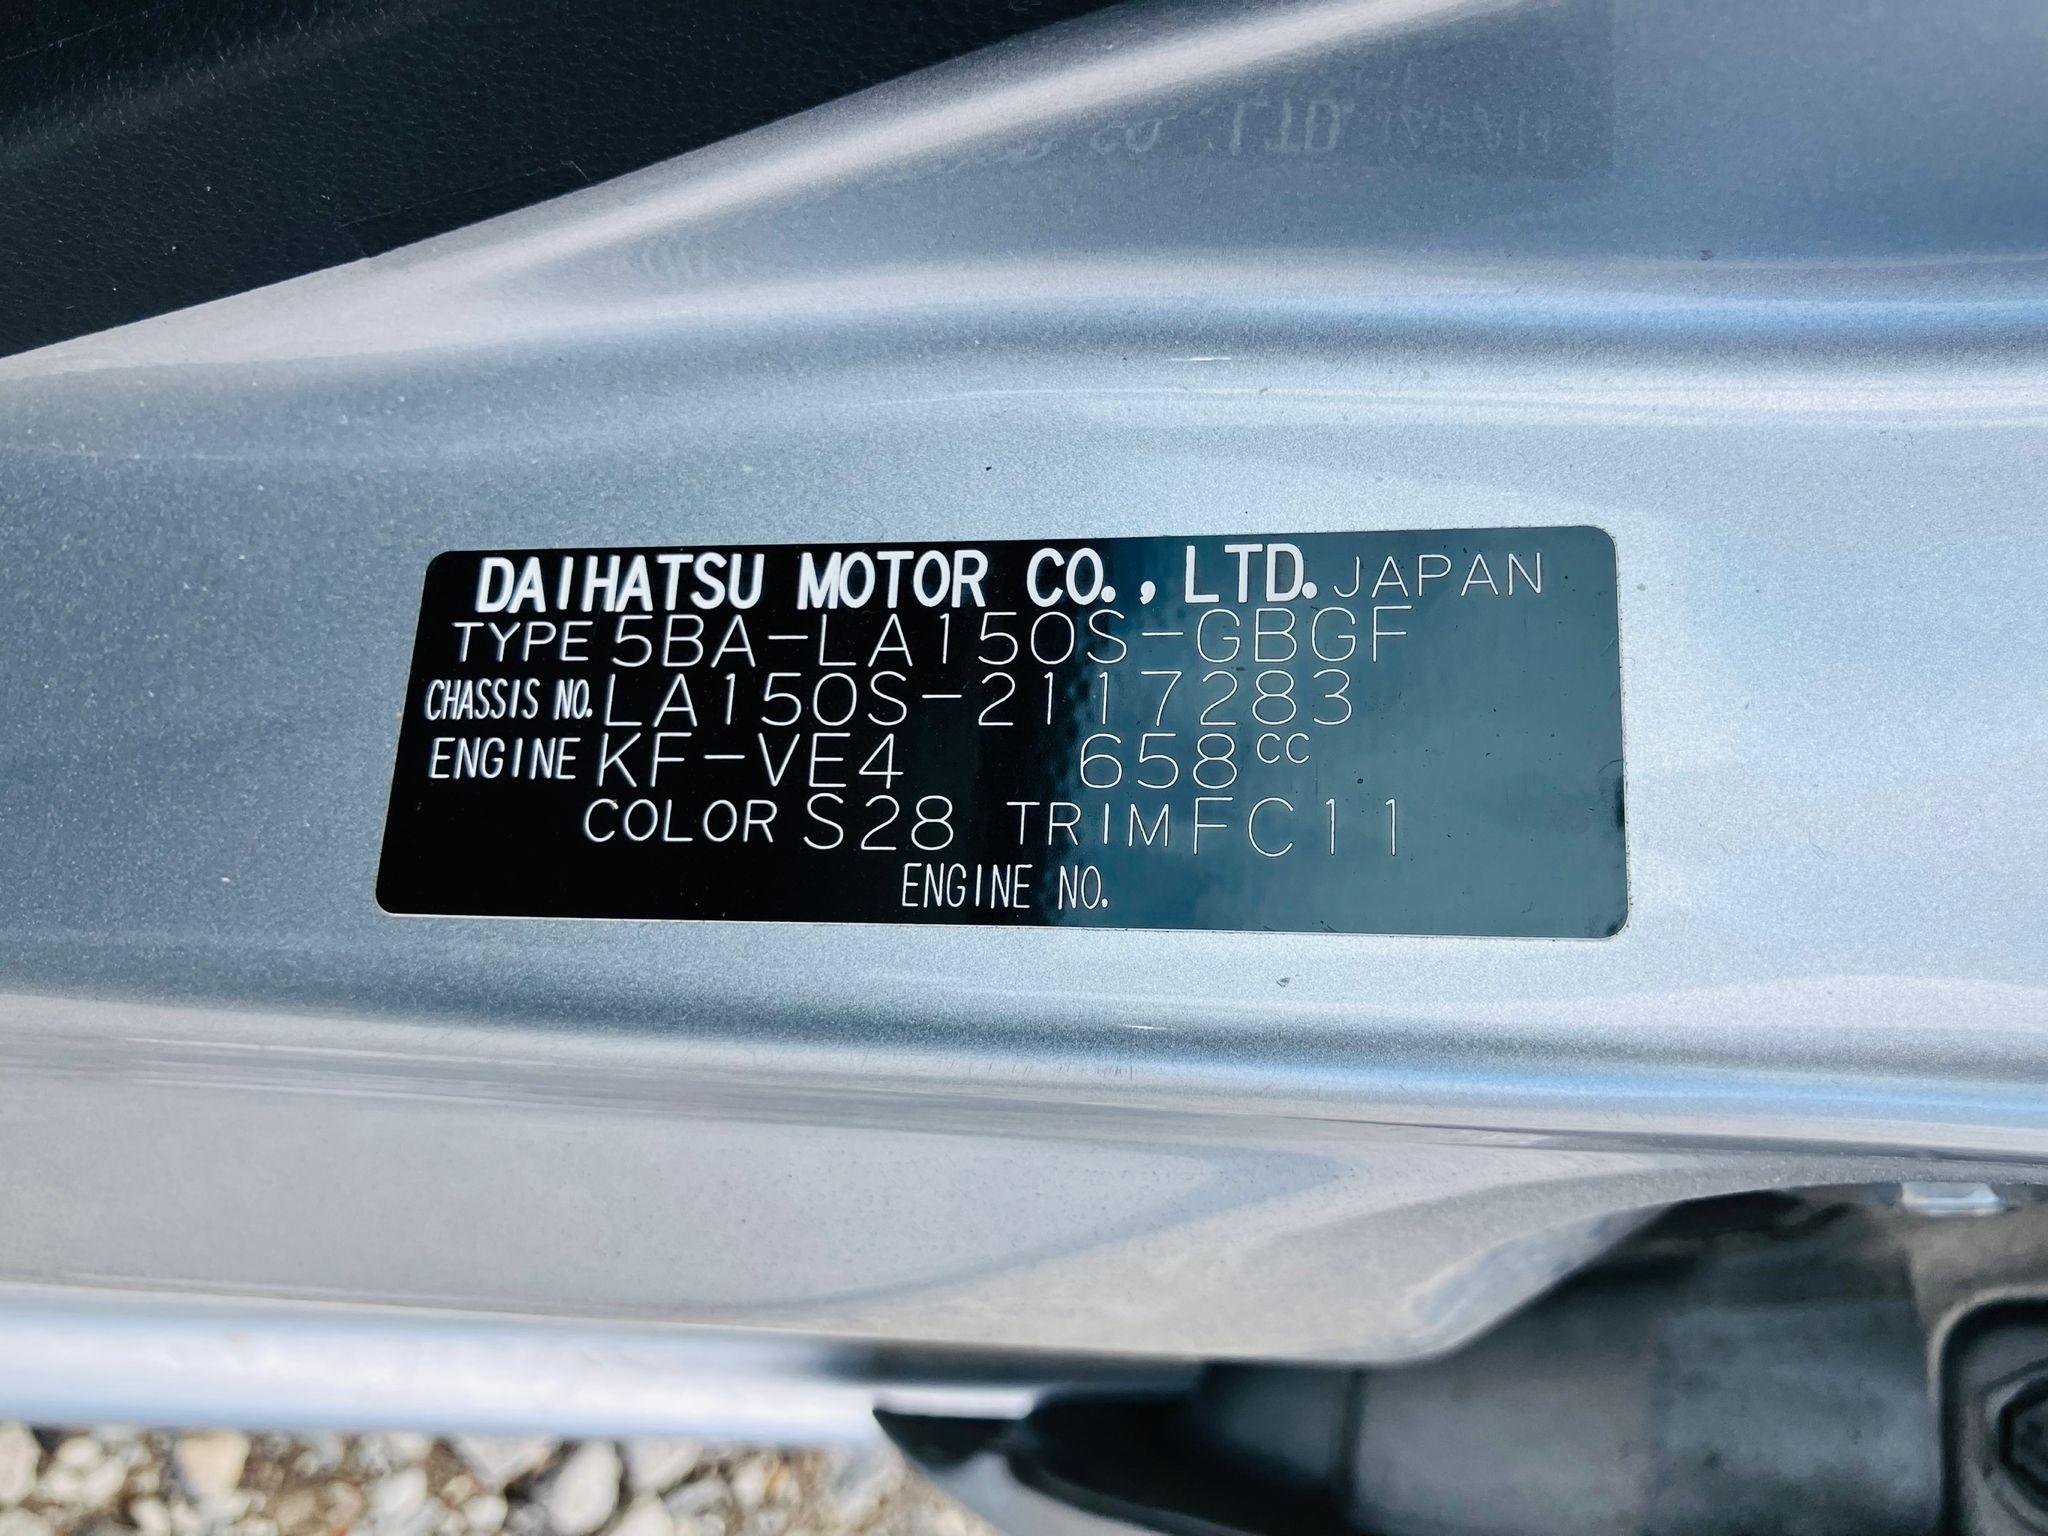 DAIHATSU MOTOR CO., LTD. JAPAN
TYPE 5BA-LA150S-GBGF
CHASSIS NO. LA150S-2117283
ENGINE KF-VE4 658CC
COLOR S28 TRIM FC11
ENGINE NO.